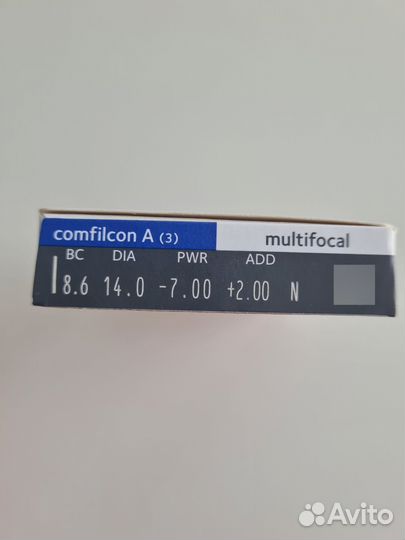 comfilcon A (3) multifocal
BC DIA PWR ADD
8.6 14.0 -7.00 +2.00 N
Avito